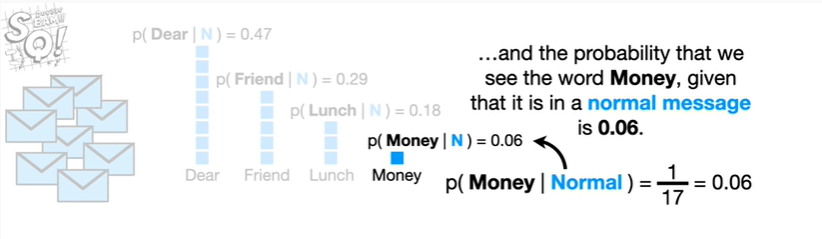 STATQUEST!
p( Dear | N ) = 0.47
p( Friend | N ) = 0.29
p( Lunch | N ) = 0.18
p( Money | N ) = 0.06
Dear Friend Lunch Money
...and the probability that we
see the word Money, given
that it is in a normal message
is 0.06.
p( Money | Normal ) = 1/17 = 0.06